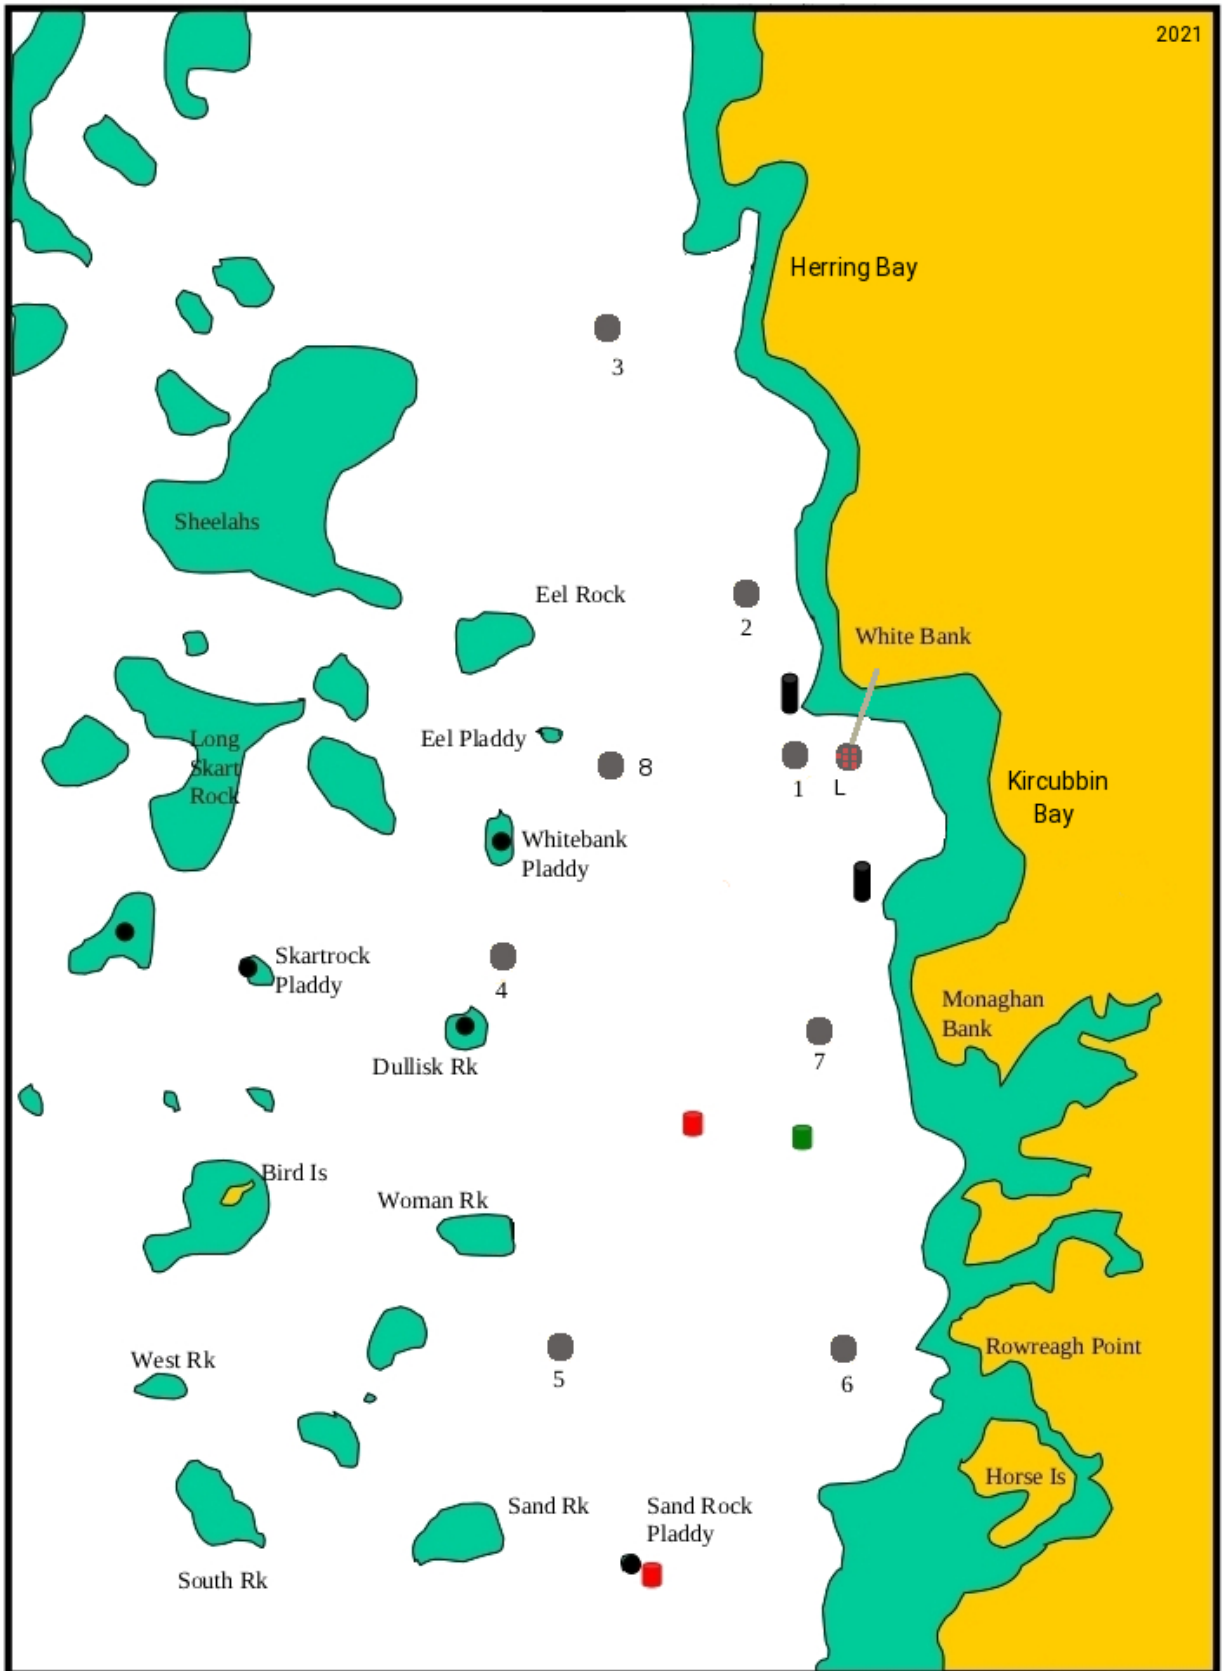 2021
Herring Bay
3
Sheelahs
Eel Rock
2
White Bank
Long
Skart
Rock
Eel Pladdy
8
1
L
Kircubbin
Bay
Whitebank
Pladdy
Skartrock
Pladdy
4
Monaghan
Bank
7
Dullisk Rk
Bird Is
Woman Rk
West Rk
5
6
Rowreagh Point
Horse Is
Sand Rk
Sand Rock
Pladdy
South Rk